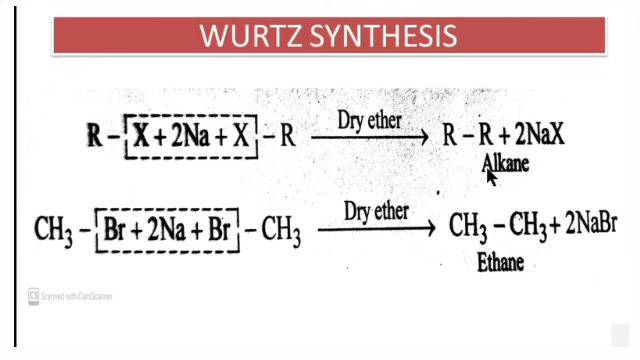 WURTZ SYNTHESIS
R – X + 2Na + X – R Dry ether → R – R + 2NaX
Alkane
CH₃ – Br + 2Na + Br – CH₃ Dry ether → CH₃ – CH₃ + 2NaBr
Ethane
CS Scanned with CamScanner